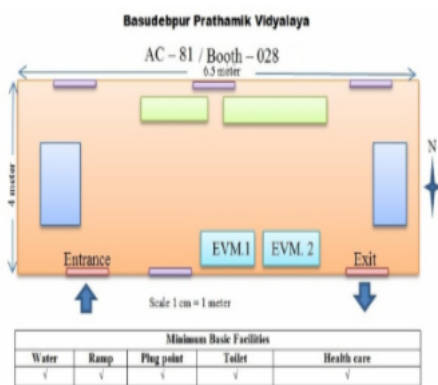 Basudebpur Prathamik Vidyalaya
AC – 81 / Booth – 028
6.5 meter
4 meter
N
EVM.1 EVM. 2
Entrance Exit
Scale 1 cm = 1 meter
Minimum Basic Facilities
Water Ramp Plug point Toilet Health care
√ √ √ √ √